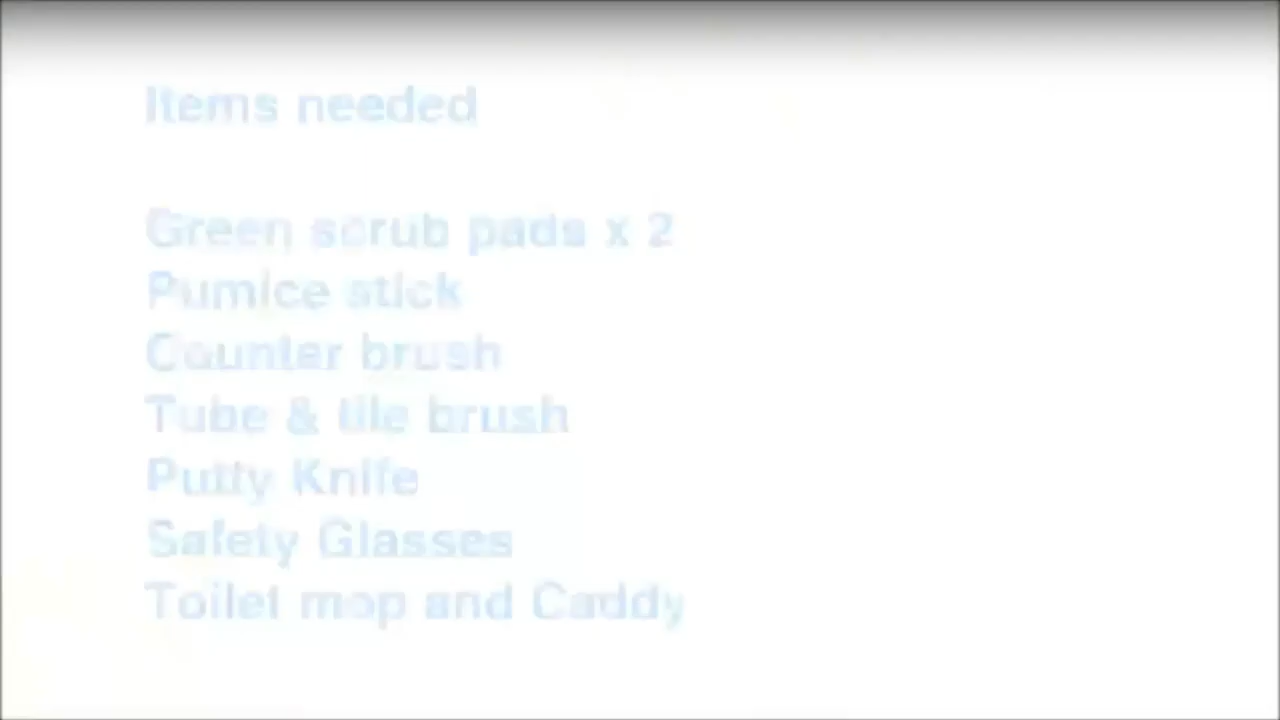 Items needed
Green scrub pads x 2
Pumice stick
Counter brush
Tube & tile brush
Putty Knife
Safety Glasses
Toilet mop and Caddy